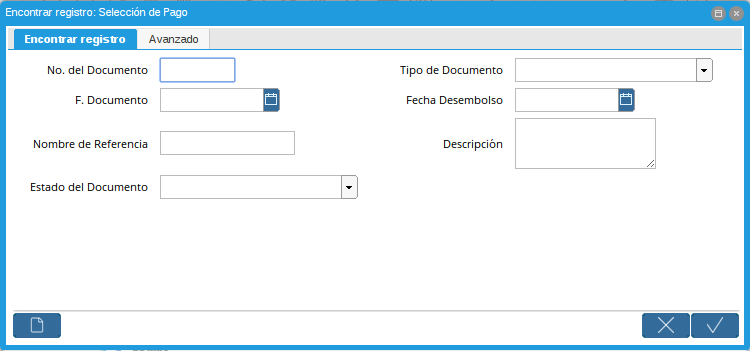 Encontrar registro: Selección de Pago
Encontrar registro Avanzado
No. del Documento Tipo de Documento
F. Documento Fecha Desembolso
Nombre de Referencia Descripción
Estado del Documento